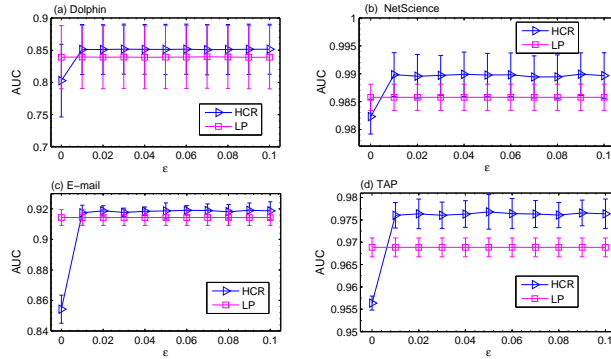 (a) Dolphin
0.9
0.85
0.8
0.75
0.7
AUC
HCR
LP
0 0.02 0.04 0.06 0.08 0.1
ε
(b) NetScience
0.995
0.99
0.985
0.98
AUC
HCR
LP
0 0.02 0.04 0.06 0.08 0.1
ε
(c) E-mail
0.92
0.9
0.88
0.86
0.84
AUC
HCR
LP
0 0.02 0.04 0.06 0.08 0.1
ε
(d) TAP
0.98
0.975
0.97
0.965
0.96
0.955
0.95
AUC
HCR
LP
0 0.02 0.04 0.06 0.08 0.1
ε